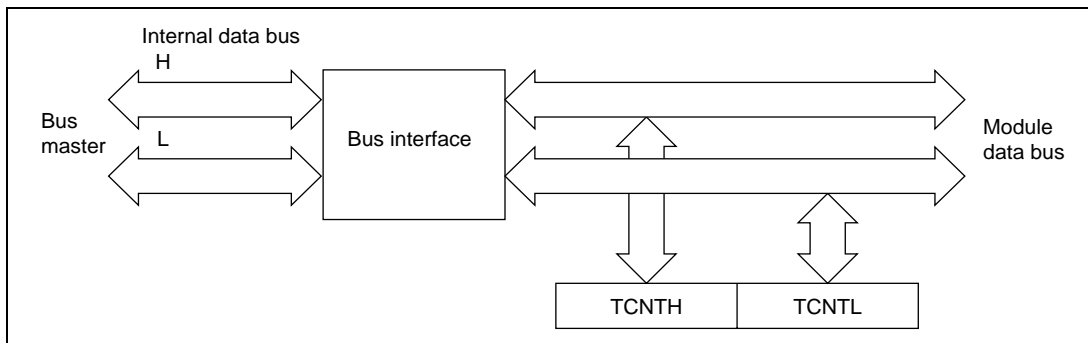 Internal data bus
H
Bus
master
L
Bus interface
Module
data bus
TCNTH
TCNTL